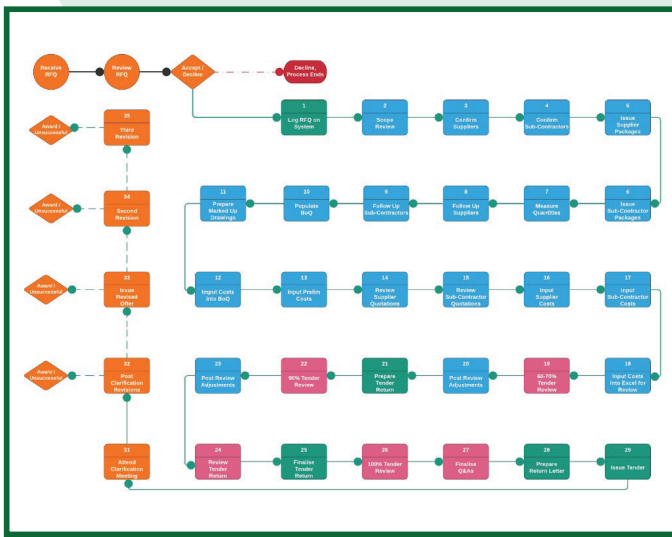 Receive
RFQ
Review
RFQ
Accept /
Decline
Decline,
Process Ends
1
Log RFQ on
System
2
Scope
Review
3
Confirm
Suppliers
4
Confirm
Sub-Contractors
5
Issue
Supplier
Packages
6
Issue
Sub-Contractor
Packages
7
Measure
Quantities
8
Follow Up
Suppliers
9
Follow Up
Sub-Contractors
10
Populate
BoQ
11
Prepare
Marked Up
Drawings
12
Input Costs
into BoQ
13
Input Prelim
Costs
14
Review
Supplier
Quotations
15
Review
Sub-Contractor
Quotations
16
Input
Supplier
Costs
17
Input
Sub-Contractor
Costs
18
Input Costs
Into Excel for
Review
19
60-70%
Tender
Review
20
Post Review
Adjustments
21
Prepare
Tender
Return
22
90% Tender
Review
23
Post Review
Adjustments
24
Review
Tender
Return
25
Finalise
Tender
Return
26
100% Tender
Review
27
Finalise
Q&As
28
Prepare
Return Letter
29
Issue Tender
31
Attend
Clarification
Meeting
32
Post
Clarification
Revisions
Award /
Unsuccessful
33
Issue
Revised
Offer
Award /
Unsuccessful
34
Second
Revision
Award /
Unsuccessful
35
Third
Revision
Award /
Unsuccessful